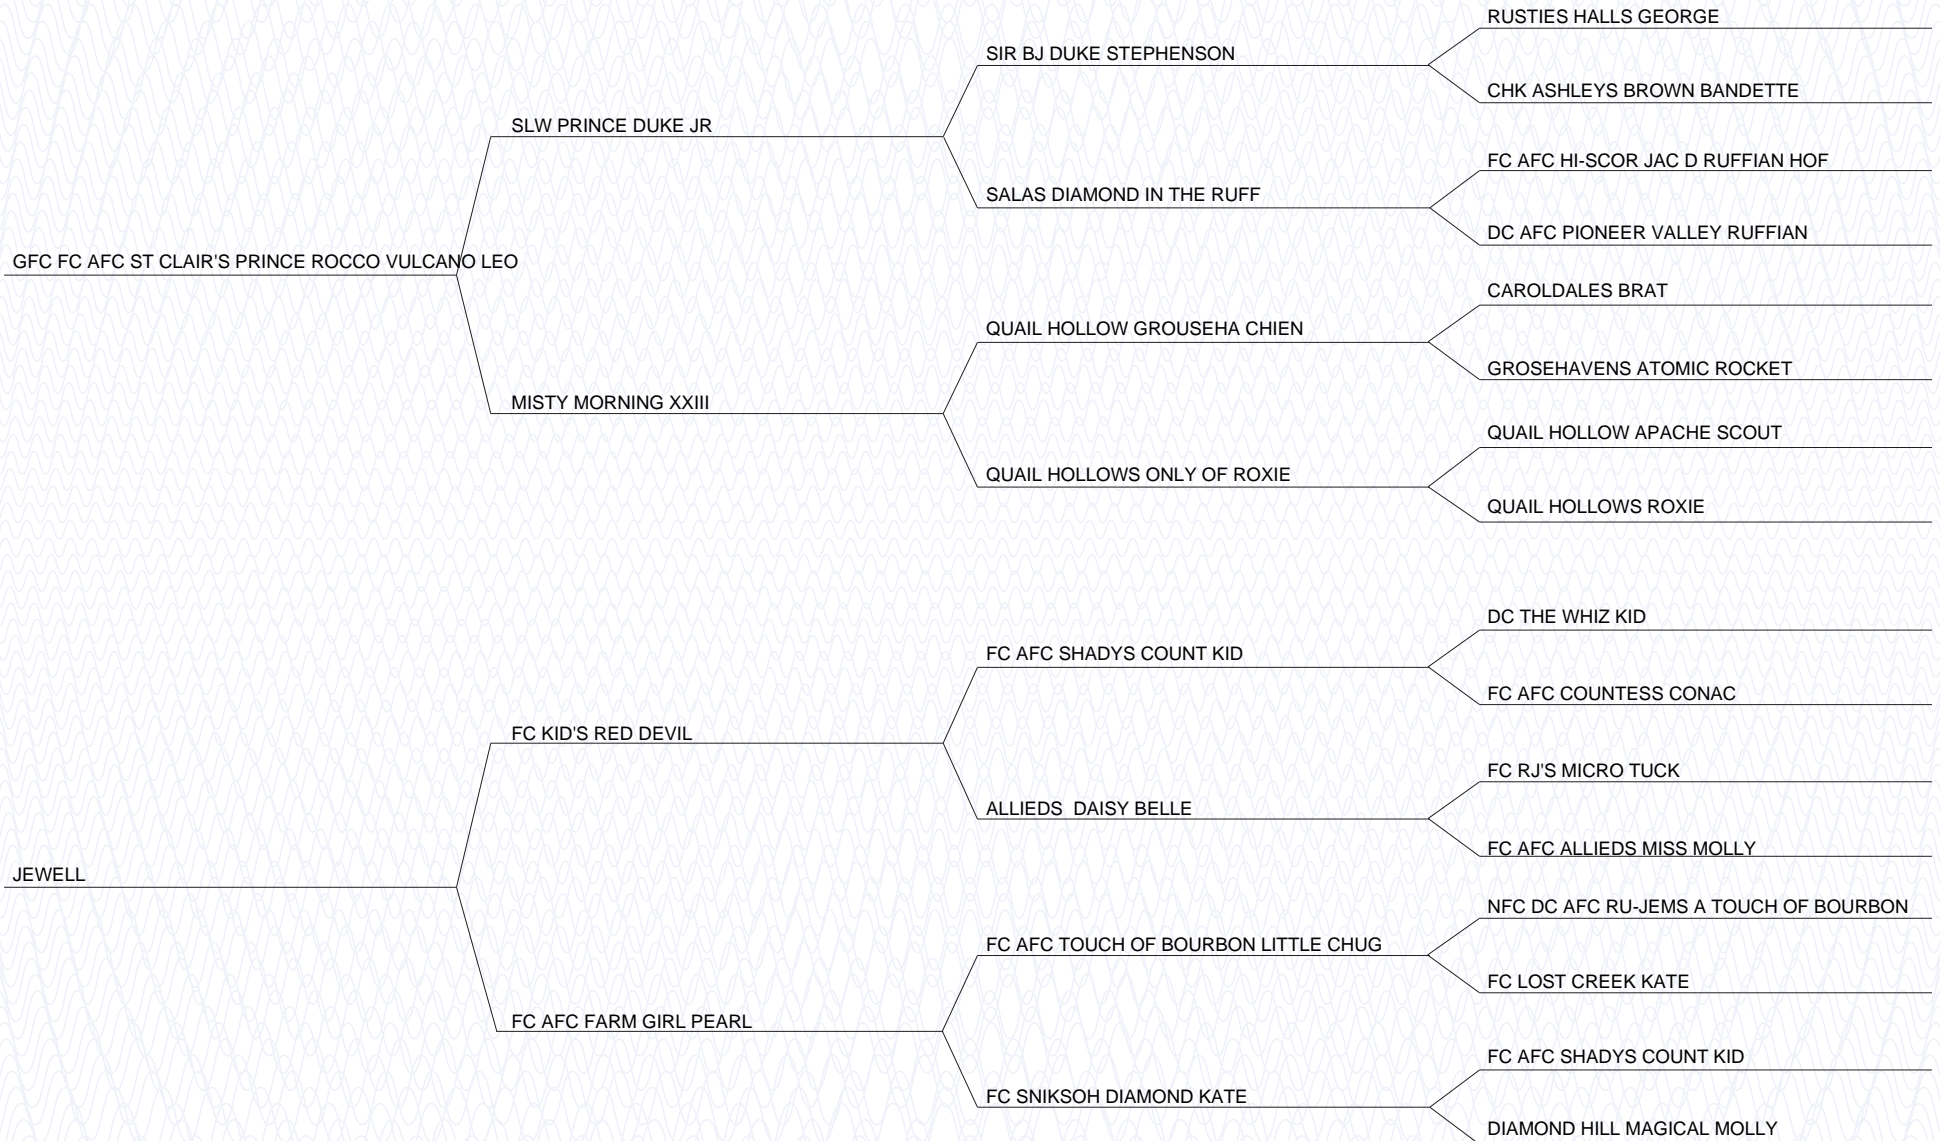 RUSTIES HALLS GEORGE
SIR BJ DUKE STEPHENSON
CHK ASHLEYS BROWN BANDETTE
SLW PRINCE DUKE JR
FC AFC HI-SCOR JAC D RUFFIAN HOF
SALAS DIAMOND IN THE RUFF
DC AFC PIONEER VALLEY RUFFIAN
GFC FC AFC ST CLAIR'S PRINCE ROCCO VULCANO LEO
CAROLDALES BRAT
QUAIL HOLLOW GROUSEHA CHIEN
GROSEHAVENS ATOMIC ROCKET
MISTY MORNING XXIII
QUAIL HOLLOW APACHE SCOUT
QUAIL HOLLOWS ONLY OF ROXIE
QUAIL HOLLOWS ROXIE
DC THE WHIZ KID
FC AFC SHADYS COUNT KID
FC AFC COUNTESS CONAC
FC KID'S RED DEVIL
FC RJ'S MICRO TUCK
ALLIEDS  DAISY BELLE
FC AFC ALLIEDS MISS MOLLY
JEWELL
NFC DC AFC RU-JEMS A TOUCH OF BOURBON
FC AFC TOUCH OF BOURBON LITTLE CHUG
FC LOST CREEK KATE
FC AFC FARM GIRL PEARL
FC AFC SHADYS COUNT KID
FC SNIKSOH DIAMOND KATE
DIAMOND HILL MAGICAL MOLLY